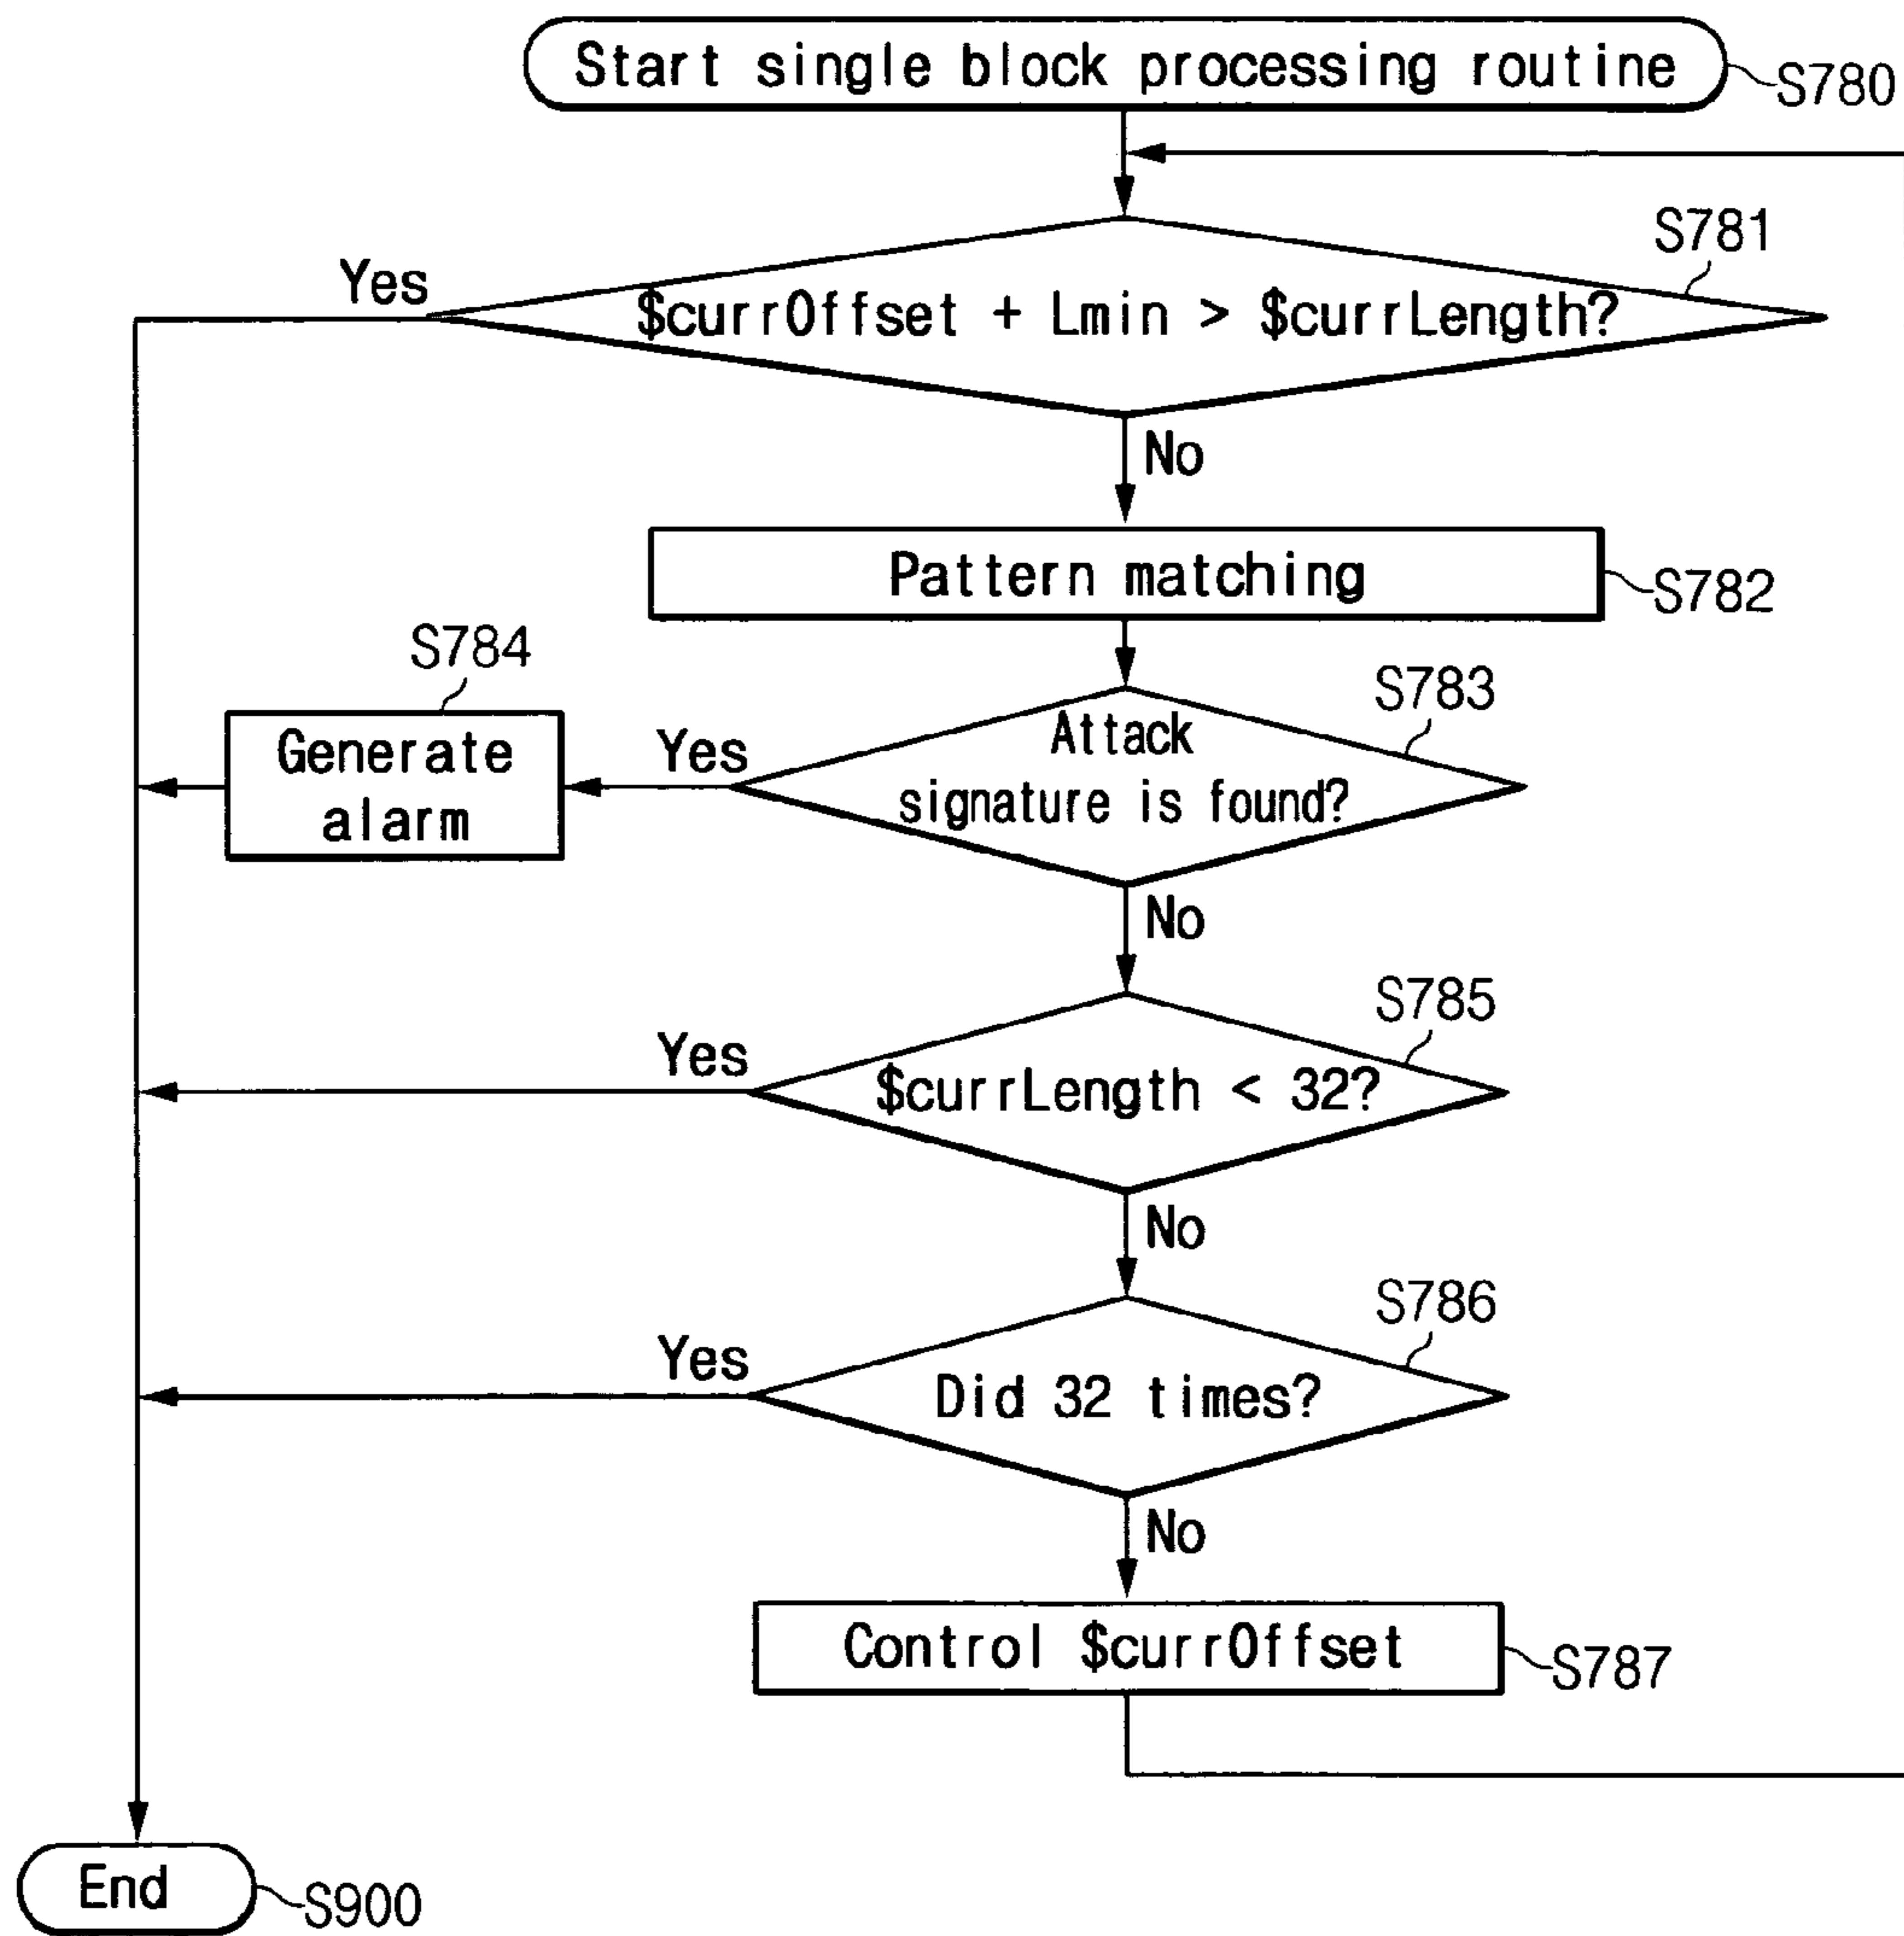 Start single block processing routine
S780
S781
Yes
$currOffset + Lmin > $currLength?
No
Pattern matching
S782
S784
S783
Generate
alarm
Yes
Attack
signature is found?
No
S785
Yes
$currLength < 32?
No
S786
Yes
Did 32 times?
No
Control $currOffset
S787
End
S900